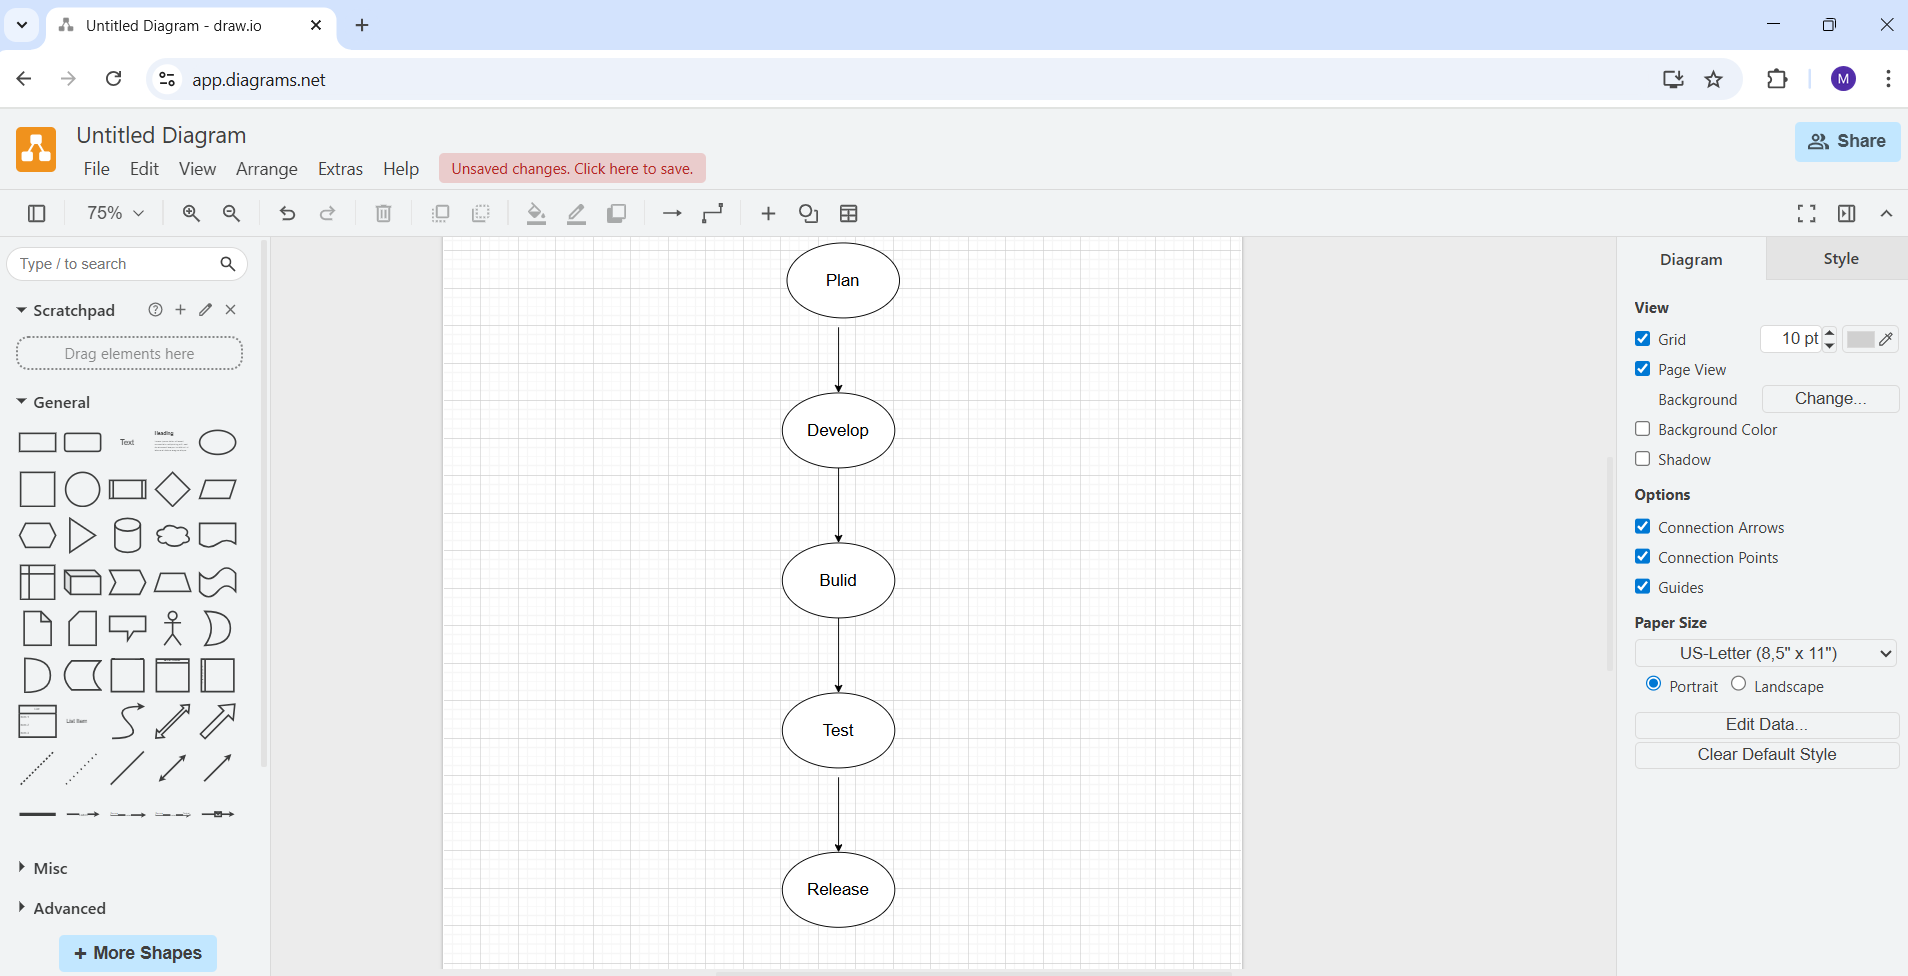 Untitled Diagram - draw.io
app.diagrams.net
M
Untitled Diagram
File Edit View Arrange Extras Help
Unsaved changes. Click here to save.
Share
75%
Type / to search
Scratchpad
Drag elements here
General
Text
Heading
List Item
Misc
Advanced
+ More Shapes
Plan
Develop
Bulid
Test
Release
Diagram
Style
View
Grid
10 pt
Page View
Background
Change...
Background Color
Shadow
Options
Connection Arrows
Connection Points
Guides
Paper Size
US-Letter (8,5" x 11")
Portrait
Landscape
Edit Data...
Clear Default Style